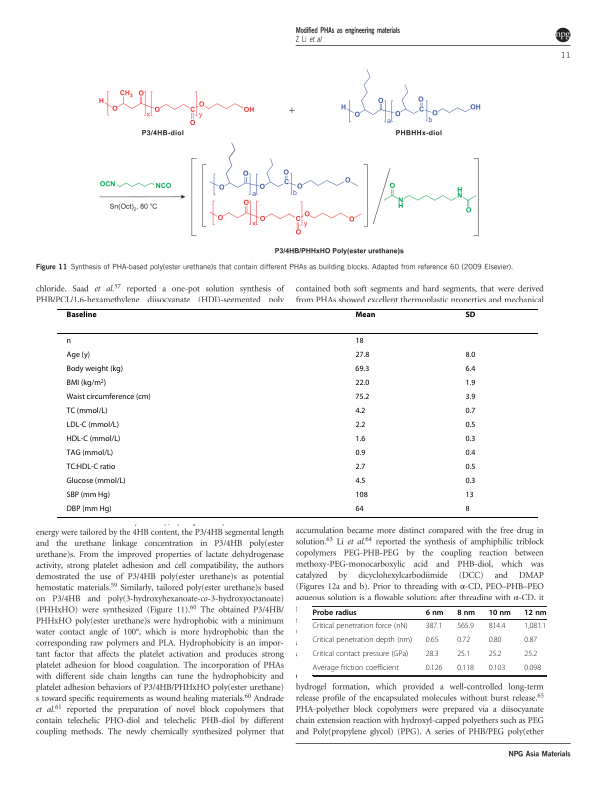 Modified PHAs as engineering materials
Z Li et al
npg
11
H
O
CH3
O
x
O
y
C
O
O
OH
P3/4HB-diol
+
H
O
O
a
O
O
C
b
O
OH
PHBHHx-diol
OCN
NCO
Sn(Oct)2, 80 °C
O
O
a
O
O
C
b
O
O
O
O
x
O
C
O
y
O
O
O
N
H
H
N
O
P3/4HB/PHHxHO Poly(ester urethane)s
Figure 11 Synthesis of PHA-based poly(ester urethane)s that contain different PHAs as building blocks. Adapted from reference 60 (2009 Elsevier).
chloride. Saad et al.57 reported a one-pot solution synthesis of
PHB/PCL/1,6-hexamethylene diisocyanate (HDI)-segmented poly
contained both soft segments and hard segments, that were derived
from PHAs showed excellent thermoplastic properties and mechanical
Baseline Mean SD
n 18
Age (y) 27.8 8.0
Body weight (kg) 69.3 6.4
BMI (kg/m2) 22.0 1.9
Waist circumference (cm) 75.2 3.9
TC (mmol/L) 4.2 0.7
LDL-C (mmol/L) 2.2 0.5
HDL-C (mmol/L) 1.6 0.3
TAG (mmol/L) 0.9 0.4
TC:HDL-C ratio 2.7 0.5
Glucose (mmol/L) 4.5 0.3
SBP (mm Hg) 108 13
DBP (mm Hg) 64 8
energy were tailored by the 4HB content, the P3/4HB segmental length
and the urethane linkage concentration in P3/4HB poly(ester
urethane)s. From the improved properties of lactate dehydrogenase
activity, strong platelet adhesion and cell compatibility, the authors
demostrated the use of P3/4HB poly(ester urethane)s as potential
hemostatic materials.59 Similarly, tailored poly(ester urethane)s based
on P3/4HB and poly(3-hydroxyhexanoate-co-3-hydroxyoctanoate)
(PHHxHO) were synthesized (Figure 11).60 The obtained P3/4HB/
PHHxHO poly(ester urethane)s were hydrophobic with a minimum
water contact angle of 100°, which is more hydrophobic than the
corresponding raw polymers and PLA. Hydrophobicity is an impor-
tant factor that affects the platelet activation and produces strong
platelet adhesion for blood coagulation. The incorporation of PHAs
with different side chain lengths can tune the hydrophobicity and
platelet adhesion behaviors of P3/4HB/PHHxHO poly(ester urethane)
s toward specific requirements as wound healing materials.60 Andrade
et al.61 reported the preparation of novel block copolymers that
contain telechelic PHO-diol and telechelic PHB-diol by different
coupling methods. The newly chemically synthesized polymer that
accumulation became more distinct compared with the free drug in
solution.63 Li et al.64 reported the synthesis of amphiphilic triblock
copolymers PEG-PHB-PEG by the coupling reaction between
methoxy-PEG-monocarboxylic acid and PHB-diol, which was
catalyzed by dicyclohexylcarbodiimide (DCC) and DMAP
(Figures 12a and b). Prior to threading with α-CD, PEO–PHB–PEO
aqueous solution is a flowable solution; after threading with α-CD, it
Probe radius 6 nm 8 nm 10 nm 12 nm
Critical penetration force (nN) 387.1 565.9 814.4 1,081.1
Critical penetration depth (nm) 0.65 0.72 0.80 0.87
Critical contact pressure (GPa) 28.3 25.1 25.2 25.2
Average friction coefficient 0.126 0.118 0.103 0.098
hydrogel formation, which provided a well-controlled long-term
release profile of the encapsulated molecules without burst release.65
PHA-polyether block copolymers were prepared via a diisocyanate
chain extension reaction with hydroxyl-capped polyethers such as PEG
and Poly(propylene glycol) (PPG). A series of PHB/PEG poly(ether
NPG Asia Materials